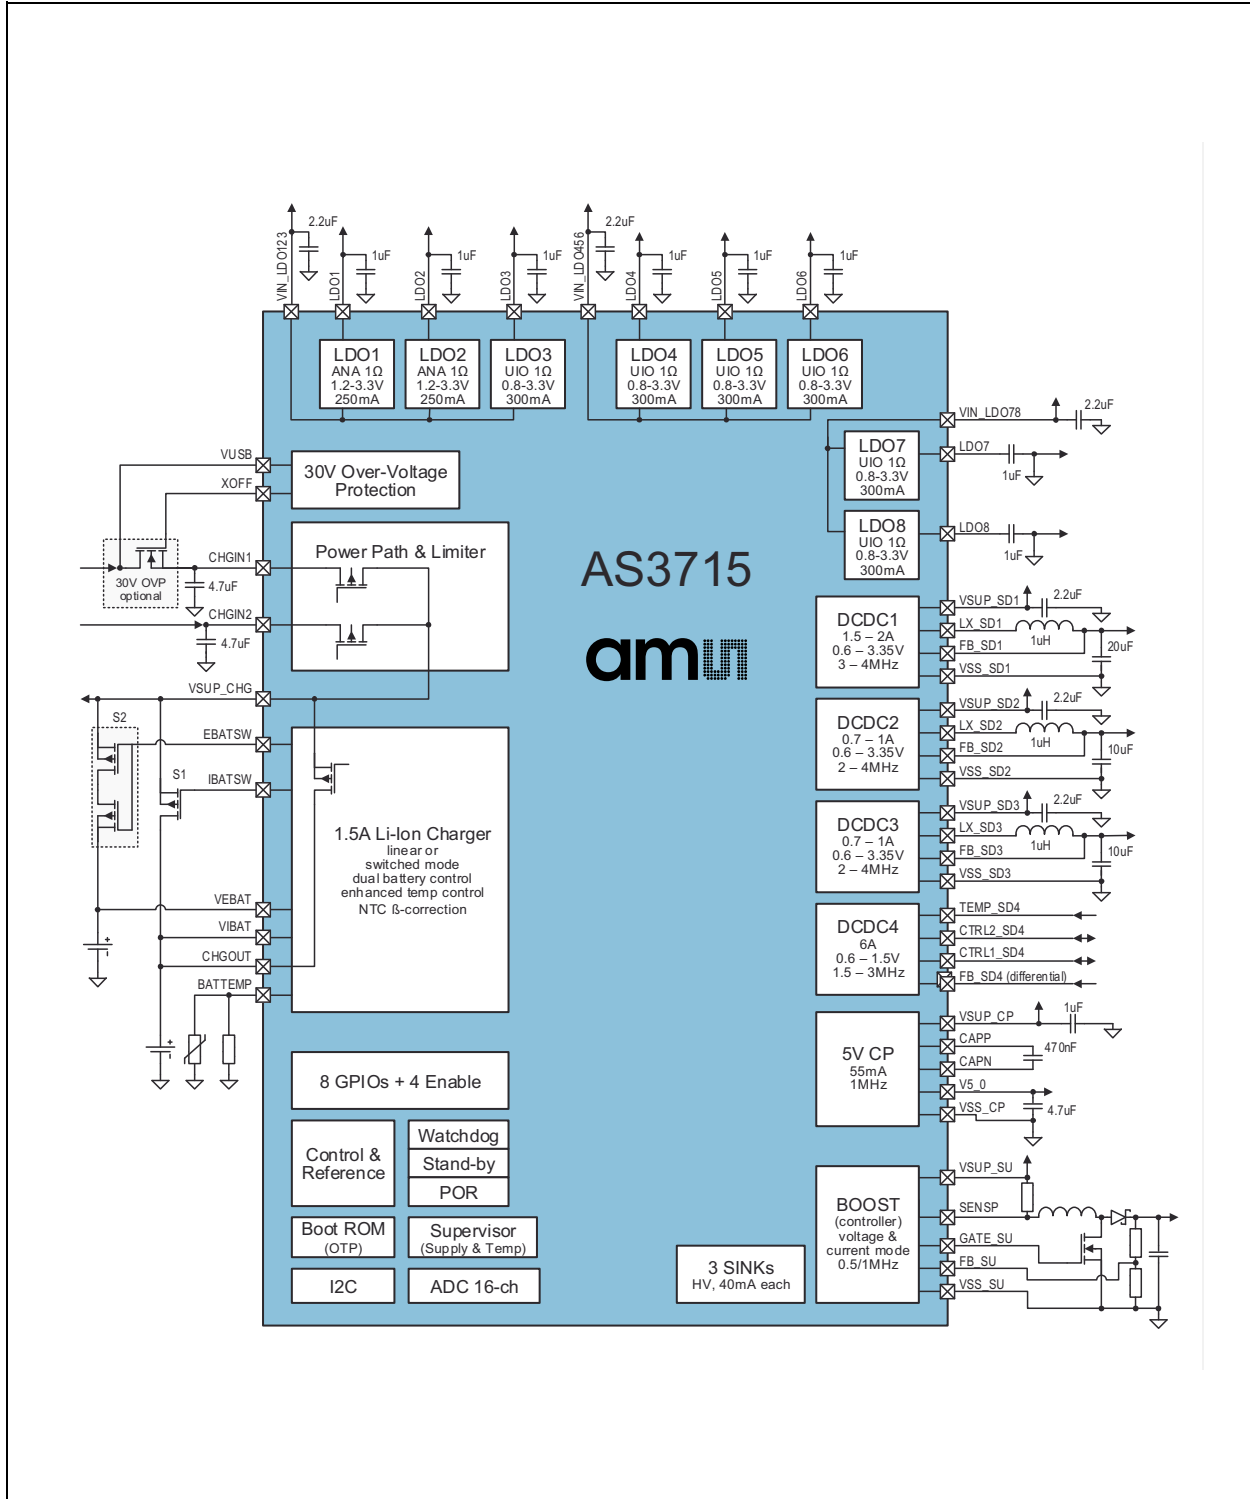 VIN_LDO123
2.2uF
LDO1
1uF
LDO2
1uF
LDO3
1uF
VIN_LDO456
2.2uF
LDO4
1uF
LDO5
1uF
LDO6
1uF
LDO1
ANA 1Ω
1.2-3.3V
250mA
LDO2
ANA 1Ω
1.2-3.3V
250mA
LDO3
UIO 1Ω
0.8-3.3V
300mA
LDO4
UIO 1Ω
0.8-3.3V
300mA
LDO5
UIO 1Ω
0.8-3.3V
300mA
LDO6
UIO 1Ω
0.8-3.3V
300mA
VIN_LDO78
2.2uF
LDO7
UIO 1Ω
0.8-3.3V
300mA
LDO7
1uF
LDO8
UIO 1Ω
0.8-3.3V
300mA
LDO8
1uF
VUSB
XOFF
30V Over-Voltage
Protection
30V OVP
optional
CHGIN1
4.7uF
CHGIN2
4.7uF
Power Path & Limiter
AS3715
am
VSUP_CHG
S2
EBATSW
S1
IBATSW
1.5A Li-Ion Charger
linear or
switched mode
dual battery control
enhanced temp control
NTC ß-correction
VEBAT
VIBAT
CHGOUT
BATTEMP
+
-
+
-
DCDC1
1.5 – 2A
0.6 – 3.35V
3 – 4MHz
VSUP_SD1
2.2uF
LX_SD1
1uH
FB_SD1
20uF
VSS_SD1
DCDC2
0.7 – 1A
0.6 – 3.35V
2 – 4MHz
VSUP_SD2
2.2uF
LX_SD2
1uH
FB_SD2
10uF
VSS_SD2
DCDC3
0.7 – 1A
0.6 – 3.35V
2 – 4MHz
VSUP_SD3
2.2uF
LX_SD3
1uH
FB_SD3
10uF
VSS_SD3
DCDC4
6A
0.6 – 1.5V
1.5 – 3MHz
TEMP_SD4
CTRL2_SD4
CTRL1_SD4
FB_SD4 (differential)
5V CP
55mA
1MHz
VSUP_CP
1uF
CAPP
470nF
CAPN
V5_0
VSS_CP
4.7uF
8 GPIOs + 4 Enable
Control &
Reference
Watchdog
Stand-by
POR
Boot ROM
(OTP)
Supervisor
(Supply & Temp)
I2C
ADC 16-ch
3 SINKs
HV, 40mA each
BOOST
(controller)
voltage &
current mode
0.5/1MHz
VSUP_SU
SENSP
GATE_SU
FB_SU
VSS_SU